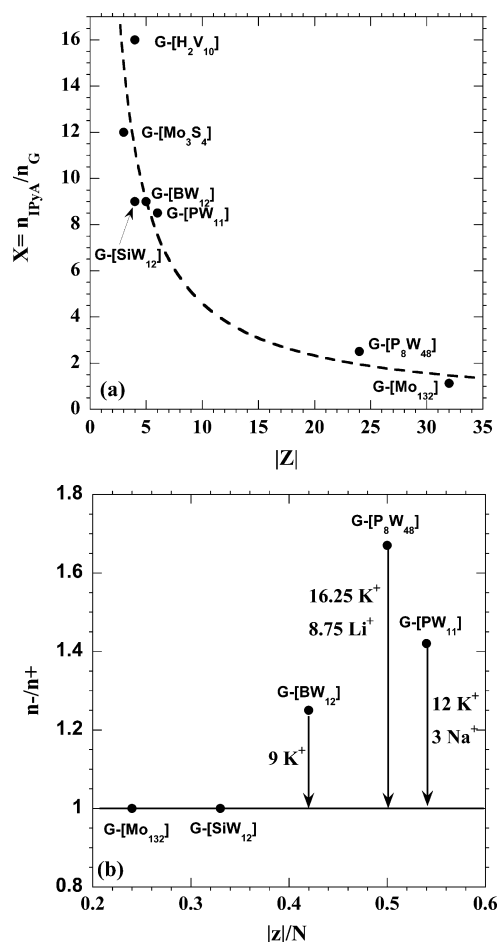 16
14
12
10
8
6
4
2
0
X= n_IPyA/n_G
G-[H₂V₁₀]
G-[Mo₃S₄]
G-[BW₁₂]
G-[PW₁₁]
G-[SiW₁₂]
G-[P₈W₄₈]
G-[Mo₁₃₂]
(a)
0 5 10 15 20 25 30 35
|Z|
1.8
1.6
1.4
1.2
1
0.8
n-/n+
G-[P₈W₄₈]
16.25 K⁺
8.75 Li⁺
G-[PW₁₁]
G-[BW₁₂]
12 K⁺
3 Na⁺
9 K⁺
G-[Mo₁₃₂] G-[SiW₁₂]
(b)
0.2 0.3 0.4 0.5 0.6
|z|/N